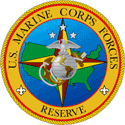 U.S. MARINE CORPS FORCES
RESERVE